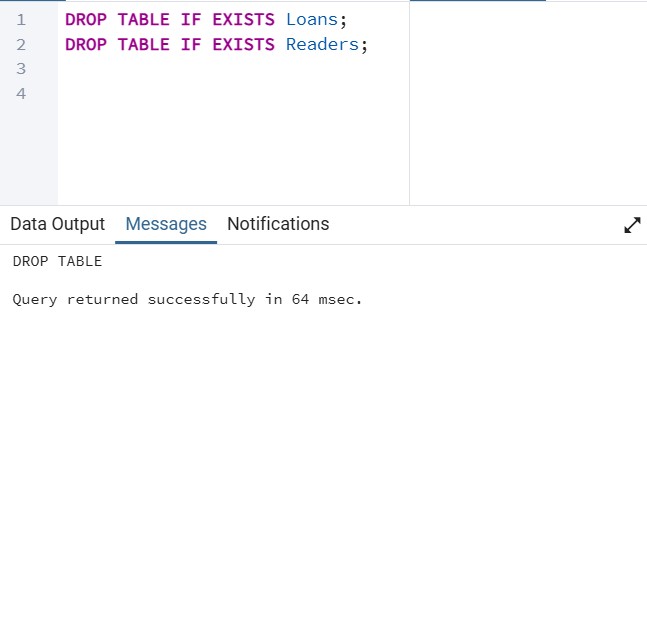 1 DROP TABLE IF EXISTS Loans;
2 DROP TABLE IF EXISTS Readers;
3
4
Data Output Messages Notifications
DROP TABLE
Query returned successfully in 64 msec.